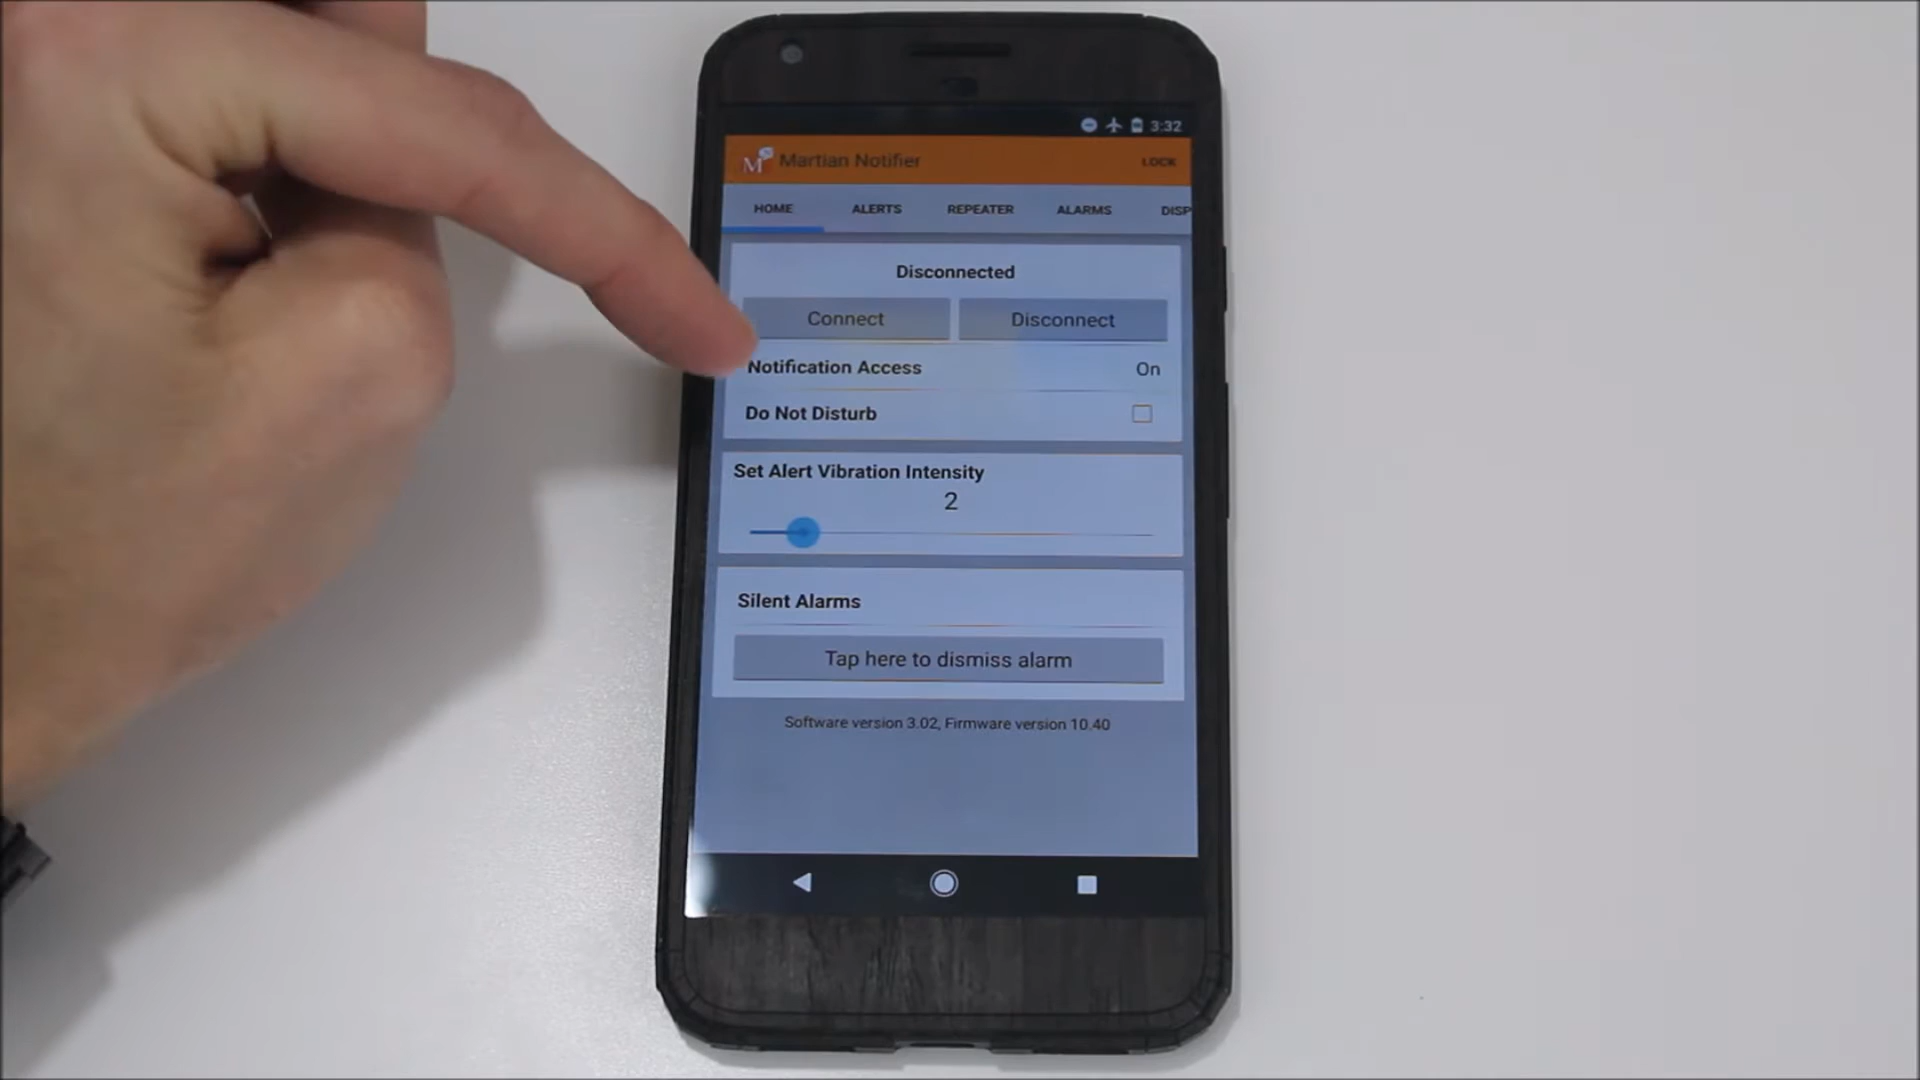 3:32
M Martian Notifier LOCK
HOME ALERTS REPEATER ALARMS DISP
Disconnected
Connect Disconnect
Notification Access On
Do Not Disturb
Set Alert Vibration Intensity
2
Silent Alarms
Tap here to dismiss alarm
Software version 3.02, Firmware version 10.40